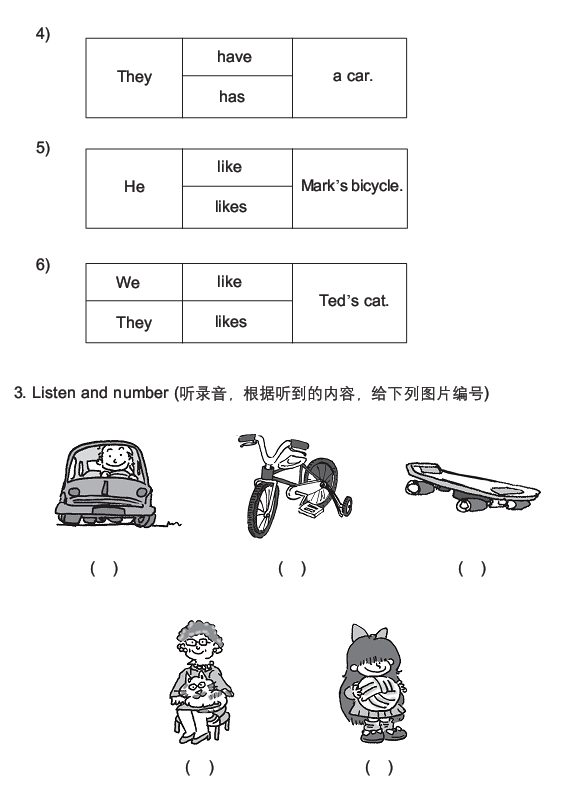 4)
They have a car.
has
5)
He like Mark's bicycle.
likes
6)
We like Ted's cat.
They likes
3. Listen and number (听录音，根据听到的内容，给下列图片编号)
( ) ( ) ( )
( ) ( )